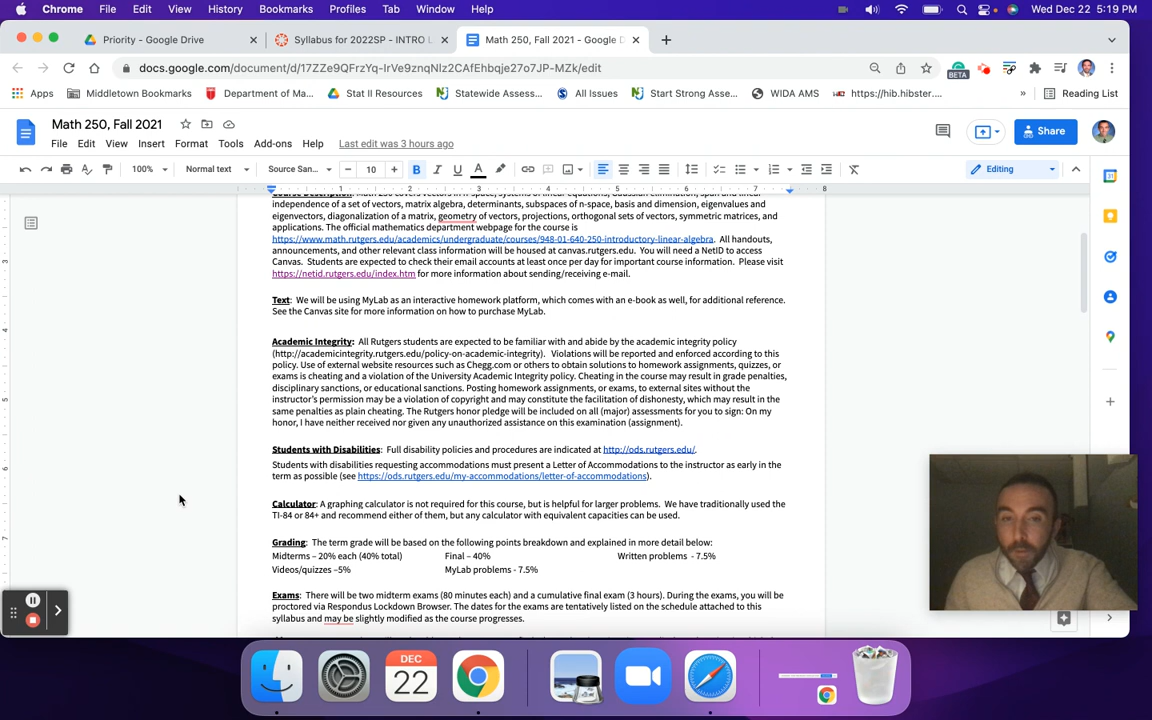 Chrome File Edit View History Bookmarks Profiles Tab Window Help Wed Dec 22 5:19 PM
Priority - Google Drive Syllabus for 2022SP - INTRO L Math 250, Fall 2021 - Google D
docs.google.com/document/d/17ZZe9QFrzYq-IrVe9znqNlz2CAfEhbqje27o7JP-MZk/edit BETA
Apps Middletown Bookmarks Department of Ma... Stat II Resources Statewide Assess... All Issues Start Strong Asse... WIDA AMS https://hib.hibster.... » Reading List
Math 250, Fall 2021
File Edit View Insert Format Tools Add-ons Help Last edit was 3 hours ago Share
100% Normal text Source San... 10 B I U A Editing
1 2 3 4 5 6 7 8
independence of a set of vectors, matrix algebra, determinants, subspaces of n-space, basis and dimension, eigenvalues and
eigenvectors, diagonalization of a matrix, geometry of vectors, projections, orthogonal sets of vectors, symmetric matrices, and
applications. The official mathematics department webpage for the course is
https://www.math.rutgers.edu/academics/undergraduate/courses/948-01-640-250-introductory-linear-algebra. All handouts,
announcements, and other relevant class information will be housed at canvas.rutgers.edu. You will need a NetID to access
Canvas. Students are expected to check their email accounts at least once per day for important course information. Please visit
https://netid.rutgers.edu/index.htm for more information about sending/receiving e-mail.
Text: We will be using MyLab as an interactive homework platform, which comes with an e-book as well, for additional reference.
See the Canvas site for more information on how to purchase MyLab.
Academic Integrity: All Rutgers students are expected to be familiar with and abide by the academic integrity policy
(http://academicintegrity.rutgers.edu/policy-on-academic-integrity). Violations will be reported and enforced according to this
policy. Use of external website resources such as Chegg.com or others to obtain solutions to homework assignments, quizzes, or
exams is cheating and a violation of the University Academic Integrity policy. Cheating in the course may result in grade penalties,
disciplinary sanctions, or educational sanctions. Posting homework assignments, or exams, to external sites without the
instructor's permission may be a violation of copyright and may constitute the facilitation of dishonesty, which may result in the
same penalties as plain cheating. The Rutgers honor pledge will be included on all (major) assessments for you to sign: On my
honor, I have neither received nor given any unauthorized assistance on this examination (assignment).
Students with Disabilities: Full disability policies and procedures are indicated at http://ods.rutgers.edu/.
Students with disabilities requesting accommodations must present a Letter of Accommodations to the instructor as early in the
term as possible (see https://ods.rutgers.edu/my-accommodations/letter-of-accommodations).
Calculator: A graphing calculator is not required for this course, but is helpful for larger problems. We have traditionally used the
TI-84 or 84+ and recommend either of them, but any calculator with equivalent capacities can be used.
Grading: The term grade will be based on the following points breakdown and explained in more detail below:
Midterms – 20% each (40% total) Final – 40% Written problems - 7.5%
Videos/quizzes –5% MyLab problems - 7.5%
Exams: There will be two midterm exams (80 minutes each) and a cumulative final exam (3 hours). During the exams, you will be
proctored via Respondus Lockdown Browser. The dates for the exams are tentatively listed on the schedule attached to this
syllabus and may be slightly modified as the course progresses.
DEC
22